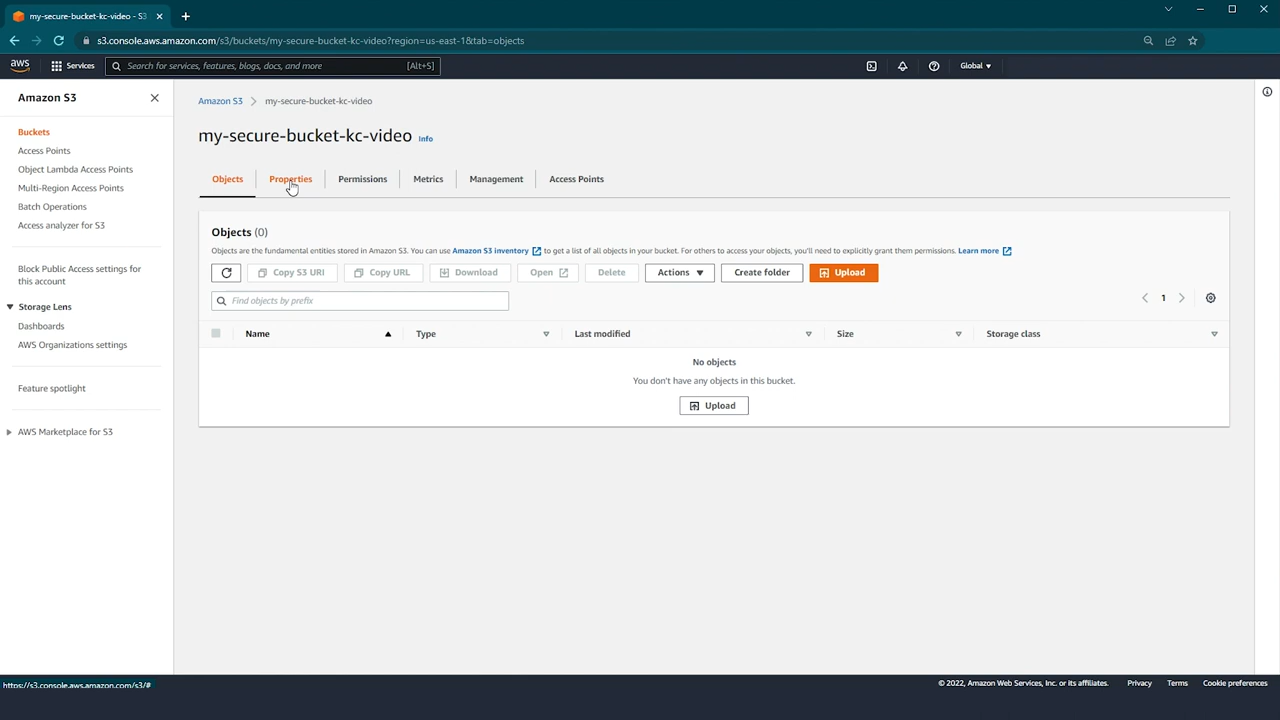 my-secure-bucket-kc-video - S3
s3.console.aws.amazon.com/s3/buckets/my-secure-bucket-kc-video?region=us-east-1&tab=objects
aws Services Search for services, features, blogs, docs, and more [Alt+S] Global
Amazon S3
Buckets
Access Points
Object Lambda Access Points
Multi-Region Access Points
Batch Operations
Access analyzer for S3
Block Public Access settings for
this account
Storage Lens
Dashboards
AWS Organizations settings
Feature spotlight
AWS Marketplace for S3
Amazon S3 my-secure-bucket-kc-video
my-secure-bucket-kc-video Info
Objects Properties Permissions Metrics Management Access Points
Objects (0)
Objects are the fundamental entities stored in Amazon S3. You can use Amazon S3 inventory to get a list of all objects in your bucket. For others to access your objects, you'll need to explicitly grant them permissions. Learn more
Copy S3 URI Copy URL Download Open Delete Actions Create folder Upload
Find objects by prefix
1
Name Type Last modified Size Storage class
No objects
You don't have any objects in this bucket.
Upload
https://s3.console.aws.amazon.com/s3/#
© 2022, Amazon Web Services, Inc. or its affiliates. Privacy Terms Cookie preferences